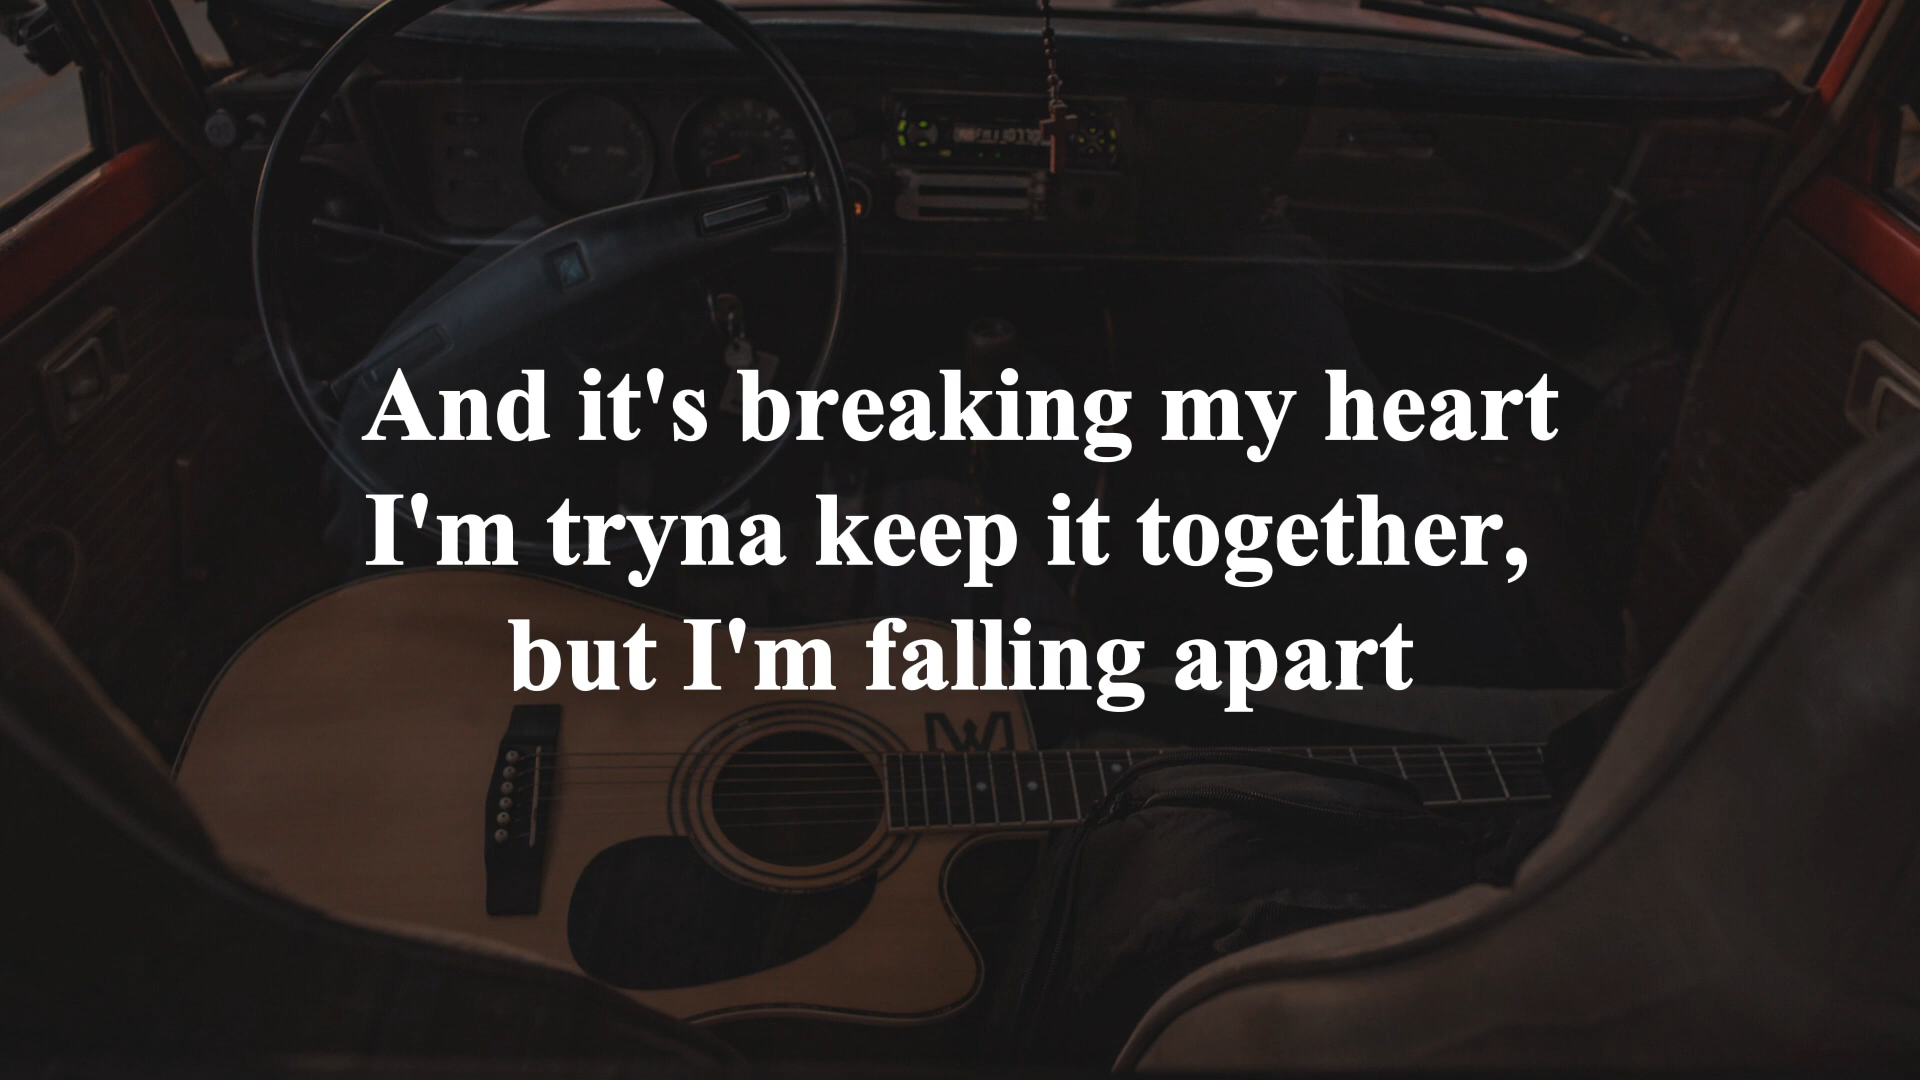 And it's breaking my heart
I'm tryna keep it together,
but I'm falling apart